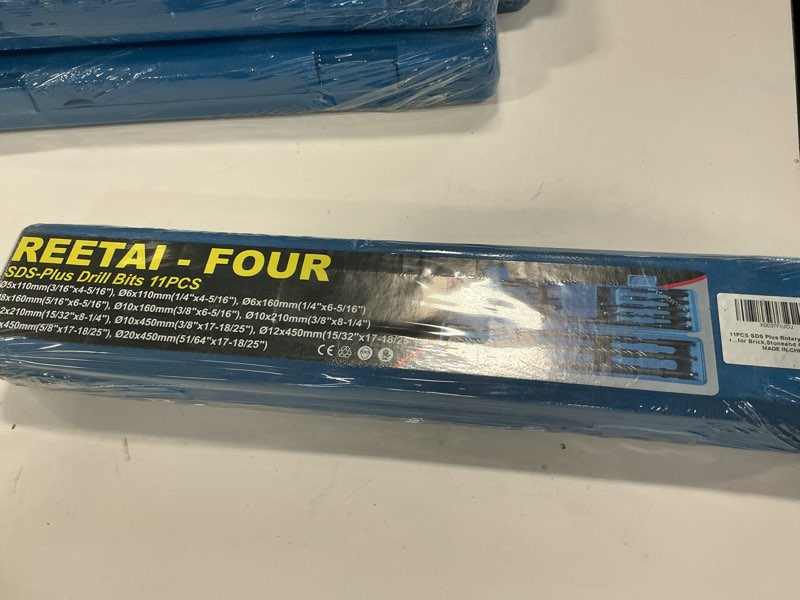 REETAI - FOUR
SDS-Plus Drill Bits 11PCS
Ø5x110mm(3/16"x4-5/16"), Ø6x110mm(1/4"x4-5/16"), Ø6x160mm(1/4"x6-5/16")
8x160mm(5/16"x6-5/16"), Ø10x160mm(3/8"x6-5/16"), Ø10x210mm(3/8"x8-1/4")
2x210mm(15/32"x8-1/4"), Ø10x450mm(3/8"x17-18/25"), Ø12x450mm(15/32"x17-18/25
x450mm(5/8"x17-18/25"), Ø20x450mm(51/64"x17-18/25")
CE
11PCS SDS Plus Rotary
r...for Brick,Stoneand
MADE IN CH